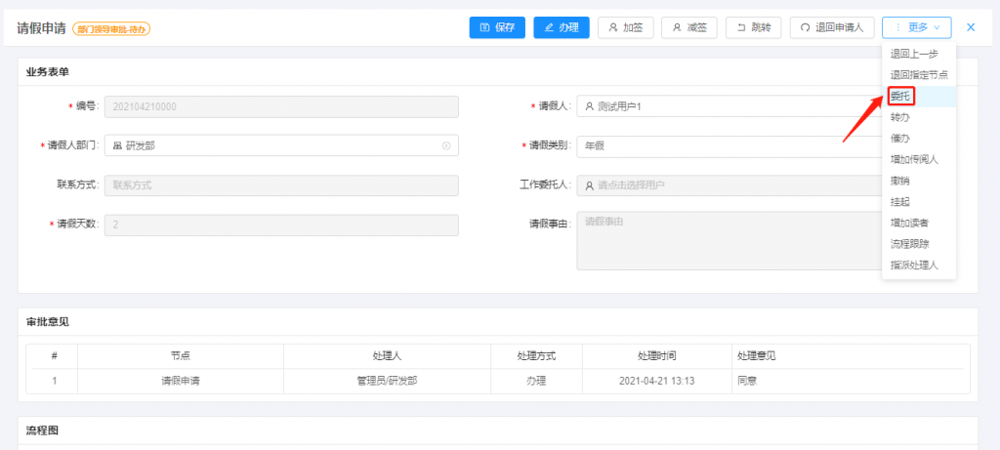 请假申请 部门领导审批-待办 保存 办理 加签 减签 跳转 退回申请人 更多
退回上一步
退回指定节点
委托
转办
催办
增加传阅人
撤销
挂起
增加读者
流程跟踪
指派处理人
业务表单
* 编号: 202104210000 * 请假人: 测试用户1
* 请假人部门: 研发部 * 请假类别: 年假
联系方式: 联系方式 工作委托人: 请点击选择用户
* 请假天数: 2 请假事由: 请假事由
审批意见
# 节点 处理人 处理方式 处理时间 处理意见
1 请假申请 管理员/研发部 办理 2021-04-21 13:13 同意
流程图